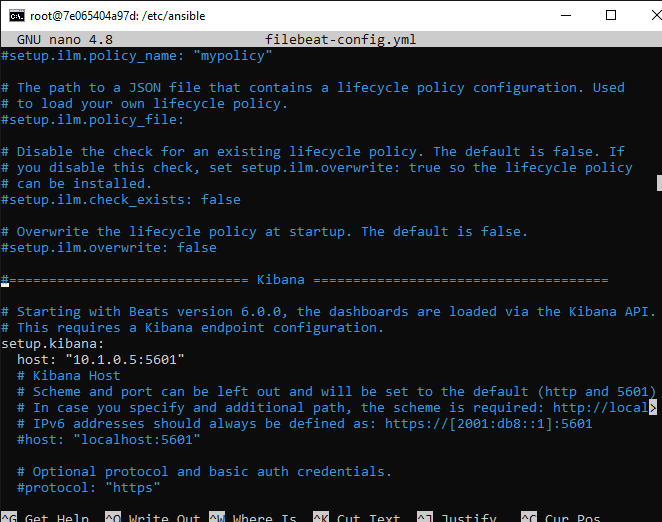 root@7e065404a97d: /etc/ansible
GNU nano 4.8 filebeat-config.yml
#setup.ilm.policy_name: "mypolicy"
# The path to a JSON file that contains a lifecycle policy configuration. Used
# to load your own lifecycle policy.
#setup.ilm.policy_file:
# Disable the check for an existing lifecycle policy. The default is false. If
# you disable this check, set setup.ilm.overwrite: true so the lifecycle policy
# can be installed.
#setup.ilm.check_exists: false
# Overwrite the lifecycle policy at startup. The default is false.
#setup.ilm.overwrite: false
#============================== Kibana =====================================
# Starting with Beats version 6.0.0, the dashboards are loaded via the Kibana API.
# This requires a Kibana endpoint configuration.
setup.kibana:
  host: "10.1.0.5:5601"
  # Kibana Host
  # Scheme and port can be left out and will be set to the default (http and 5601)
  # In case you specify and additional path, the scheme is required: http://local>
  # IPv6 addresses should always be defined as: https://[2001:db8::1]:5601
  #host: "localhost:5601"
  # Optional protocol and basic auth credentials.
  #protocol: "https"
^G Get Help ^O Write Out ^W Where Is ^K Cut Text ^J Justify ^C Cur Pos